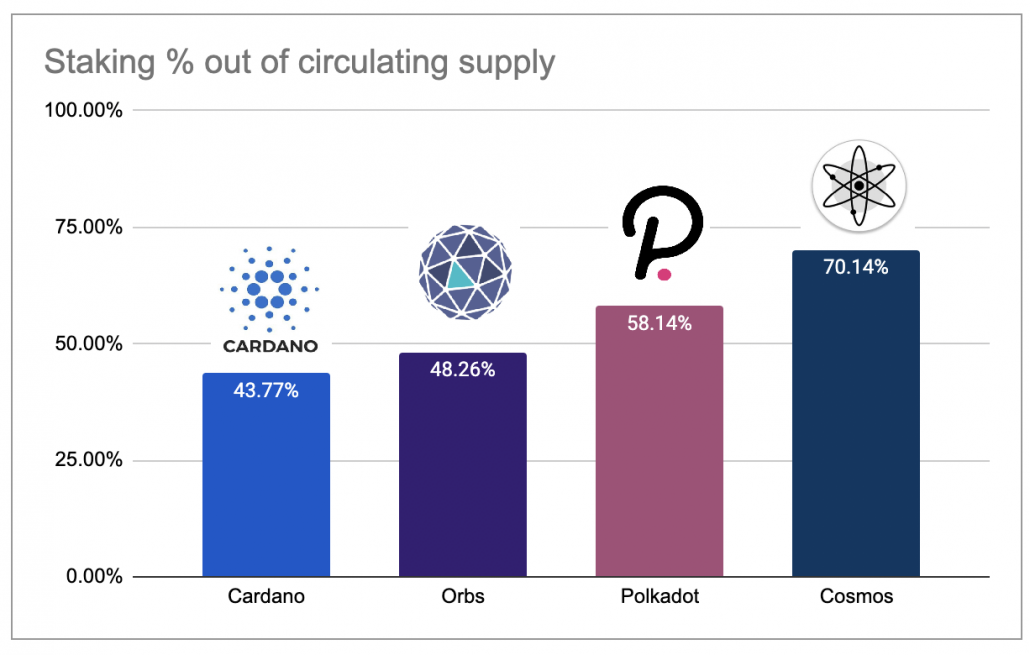 Staking % out of circulating supply
100.00%
75.00%
70.14%
58.14%
50.00%
CARDANO
48.26%
43.77%
25.00%
0.00%
Cardano
Orbs
Polkadot
Cosmos